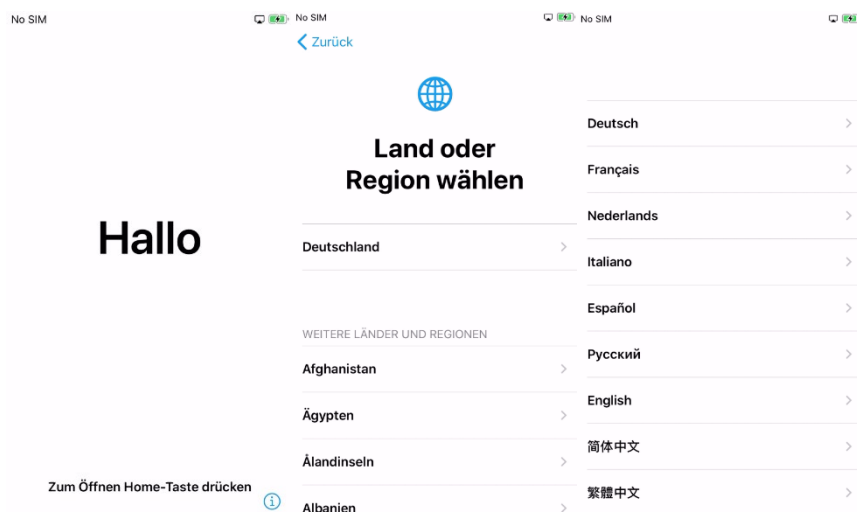 No SIM
Hallo
Zum Öffnen Home-Taste drücken
No SIM
Zurück
Land oder
Region wählen
Deutschland
WEITERE LÄNDER UND REGIONEN
Afghanistan
Ägypten
Ålandinseln
Albanien
No SIM
Deutsch
Français
Nederlands
Italiano
Español
Русский
English
简体中文
繁體中文